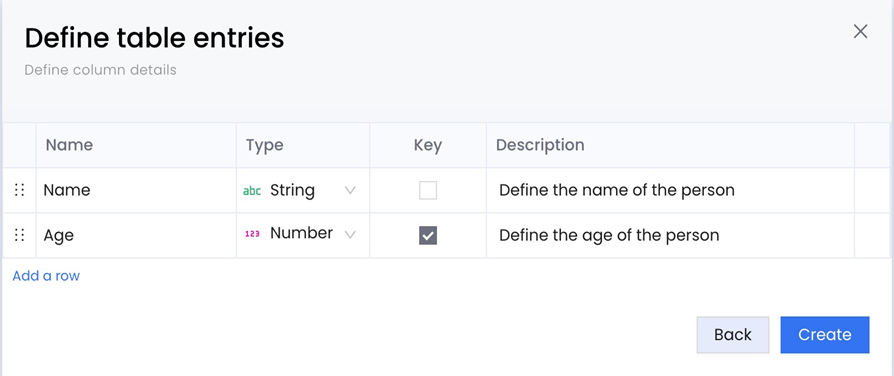 Define table entries
Define column details
Name Type Key Description
Name abc String Define the name of the person
Age 123 Number Define the age of the person
Add a row
Back Create